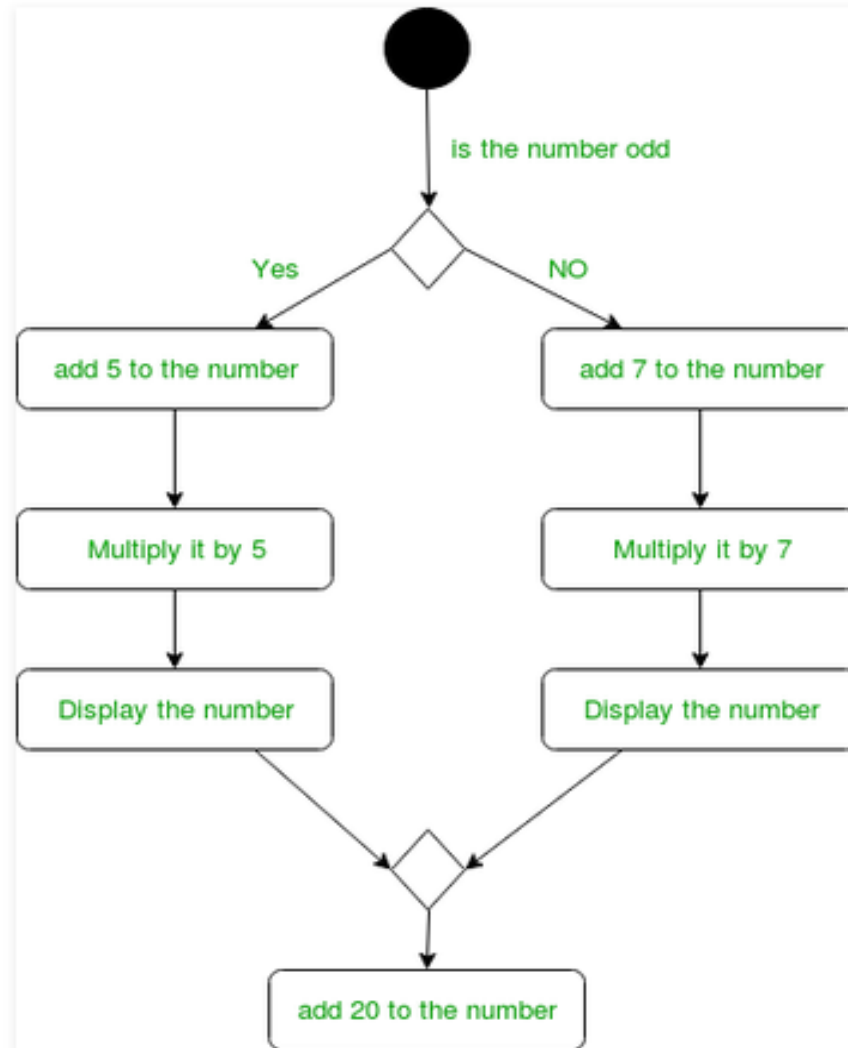 is the number odd
Yes
NO
add 5 to the number
add 7 to the number
Multiply it by 5
Multiply it by 7
Display the number
Display the number
add 20 to the number